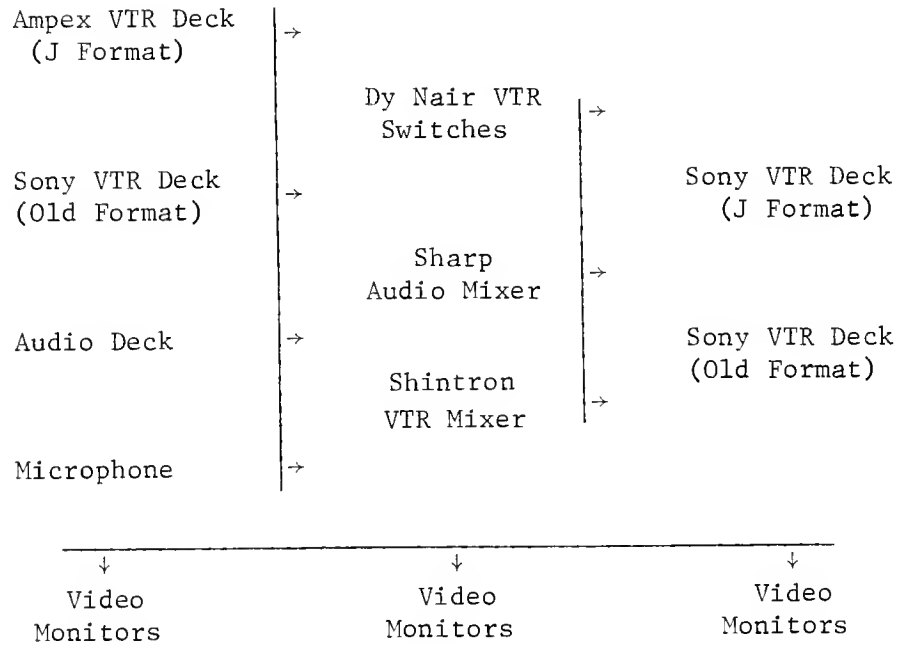 Ampex VTR Deck
(J Format)
Sony VTR Deck
(Old Format)
Audio Deck
Microphone
Dy Nair VTR
Switches
Sharp
Audio Mixer
Shintron
VTR Mixer
Sony VTR Deck
(J Format)
Sony VTR Deck
(Old Format)
Video
Monitors
Video
Monitors
Video
Monitors